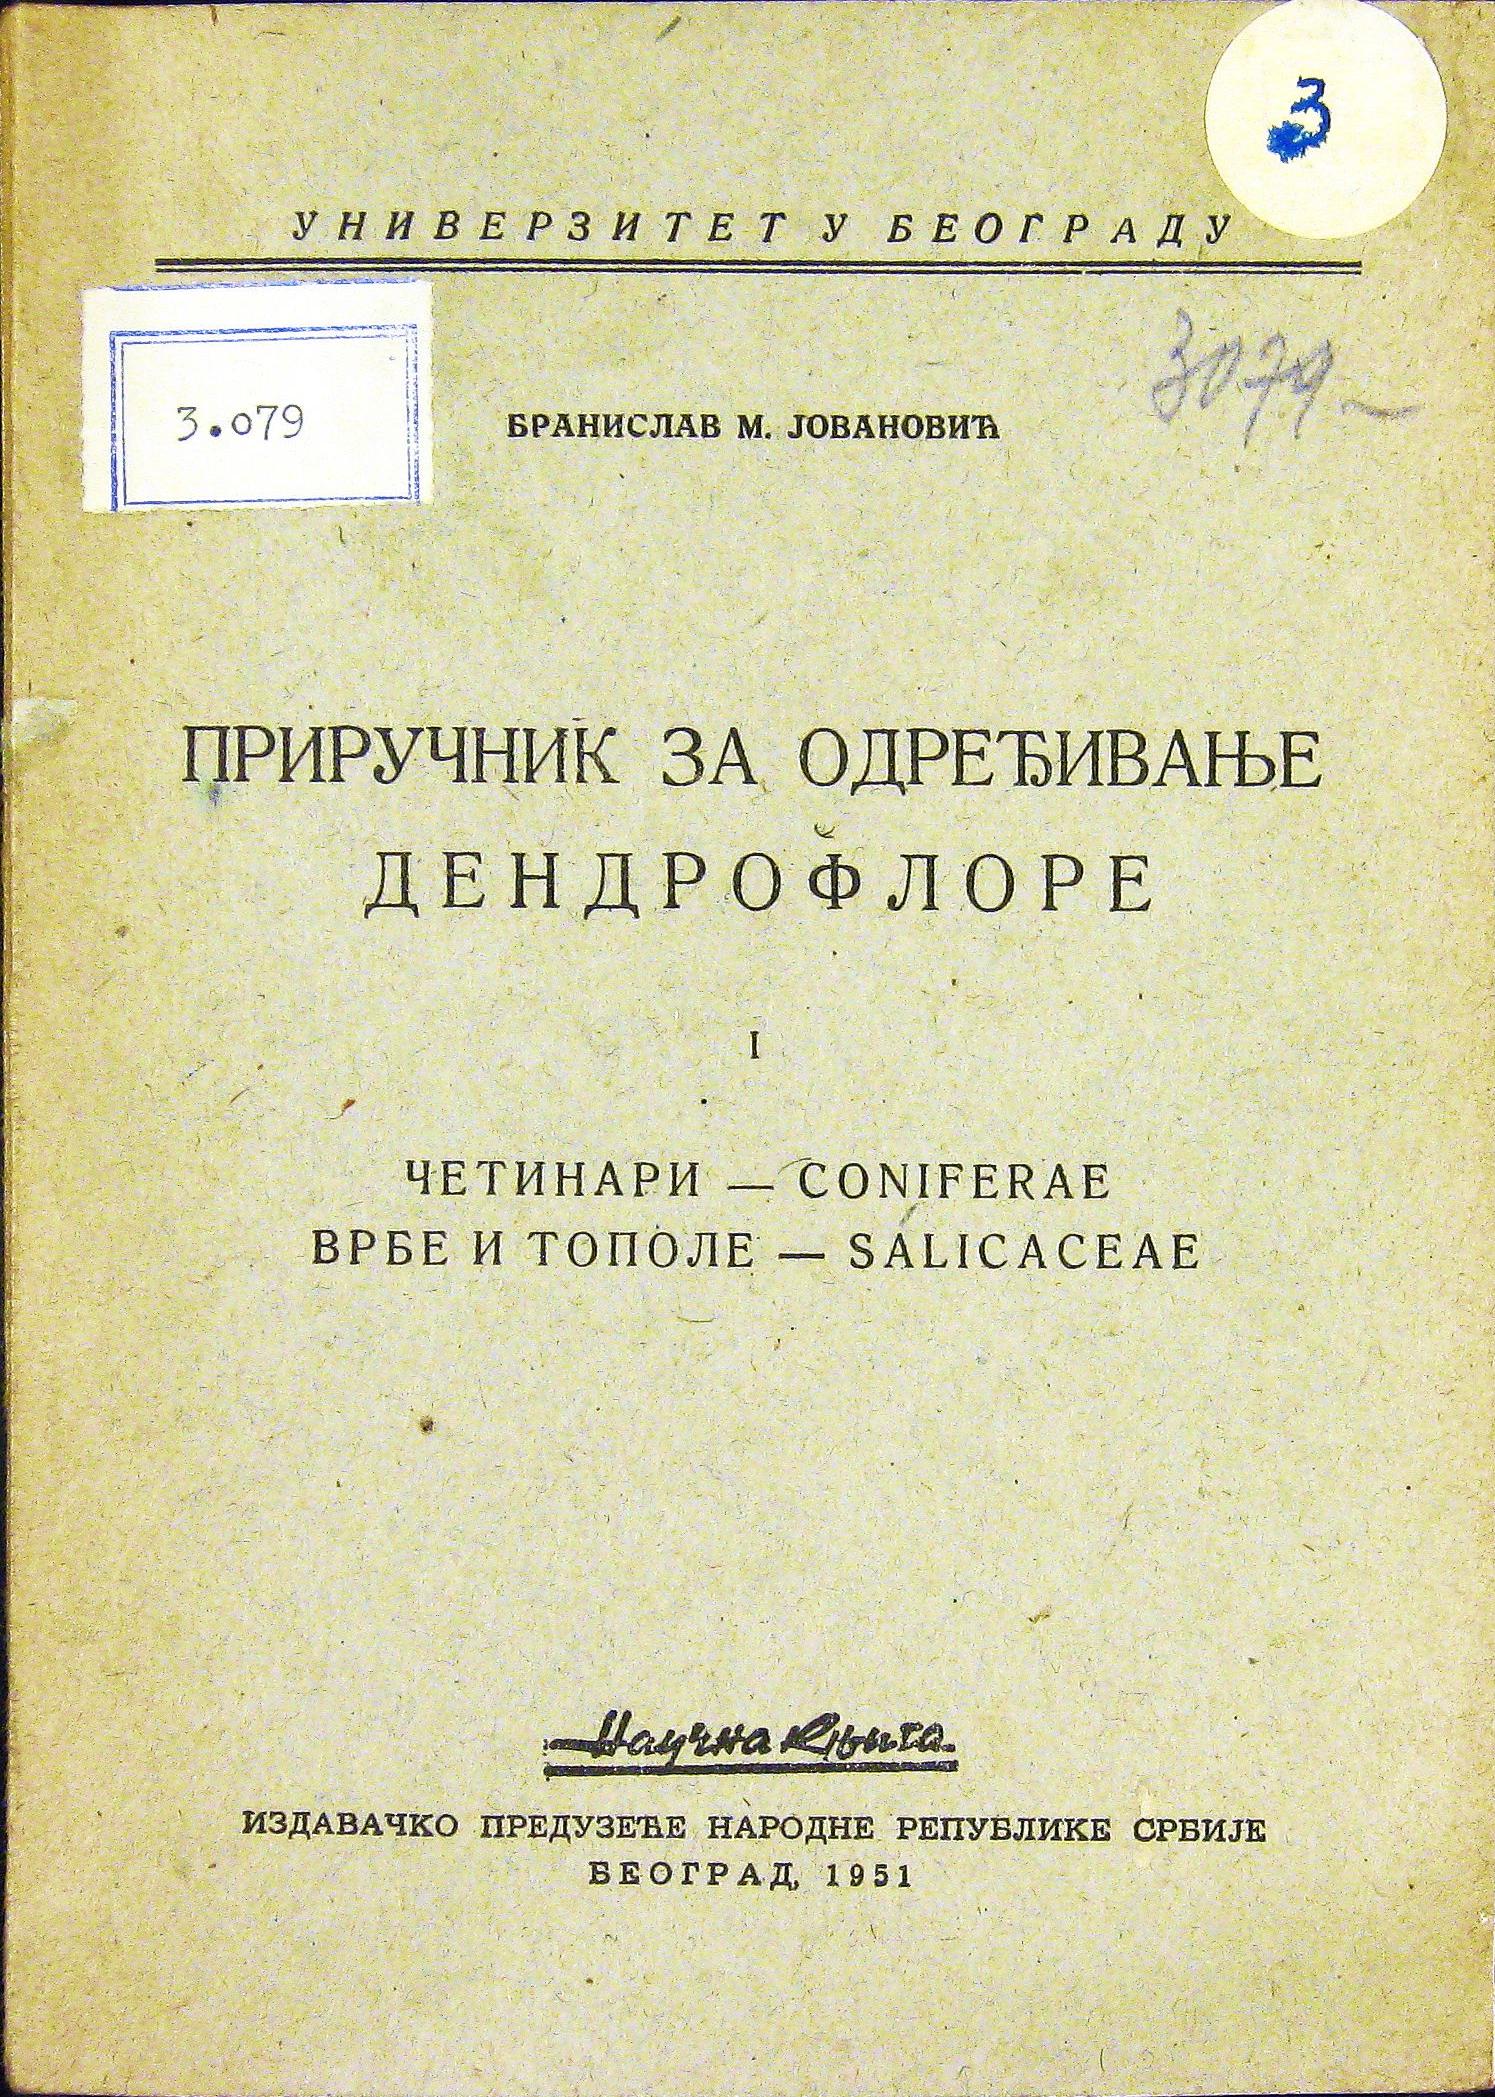 3
УНИВЕРЗИТЕТ У БЕОГРАДУ
3.079
3079
БРАНИСЛАВ М. ЈОВАНОВИЋ
ПРИРУЧНИК ЗА ОДРЕЂИВАЊЕ
ДЕНДРОФЛОРЕ
I
ЧЕТИНАРИ — CONIFERAE
ВРБЕ И ТОПОЛЕ — SALICACEAE
Научна Књига
ИЗДАВАЧКО ПРЕДУЗЕЋЕ НАРОДНЕ РЕПУБЛИКЕ СРБИЈЕ
БЕОГРАД, 1951